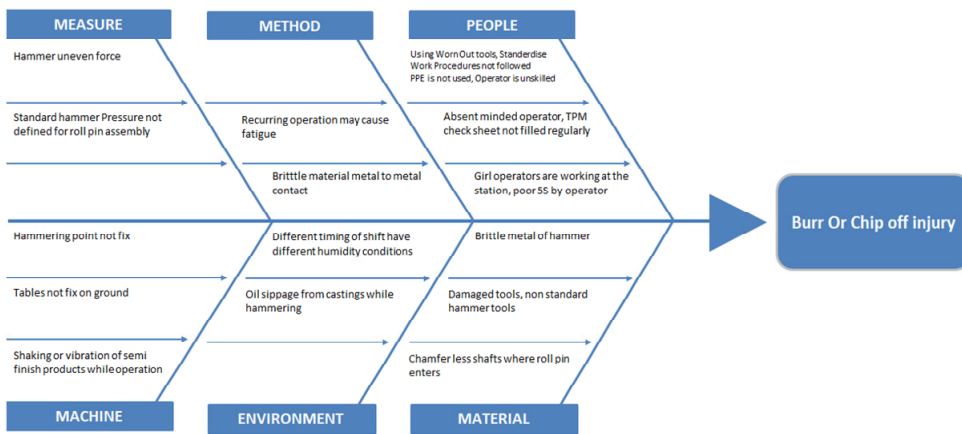 MEASURE
METHOD
PEOPLE
Hammer uneven force
Using Worn Out tools, Standerdise
Work Procedures not followed
PPE is not used, Operator is unskilled
Standard hammer Pressure not
defined for roll pin assembly
Recurring operation may cause
fatigue
Absent minded operator, TPM
check sheet not filled regularly
Britttle material metal to metal
contact
Girl operators are working at the
station, poor 5S by operator
Burr Or Chip off injury
Hammering point not fix
Different timing of shift have
different humidity conditions
Brittle metal of hammer
Tables not fix on ground
Oil sippage from castings while
hammering
Damaged tools, non standard
hammer tools
Shaking or vibration of semi
finish products while operation
Chamfer less shafts where roll pin
enters
MACHINE
ENVIRONMENT
MATERIAL